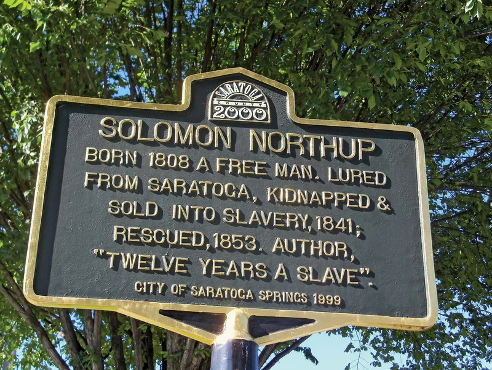 SARATOGA
COUNTY
2000
SOLOMON NORTHUP
BORN 1808 A FREE MAN. LURED
FROM SARATOGA, KIDNAPPED &
SOLD INTO SLAVERY, 1841;
RESCUED, 1853. AUTHOR,
"TWELVE YEARS A SLAVE".
CITY OF SARATOGA SPRINGS 1999